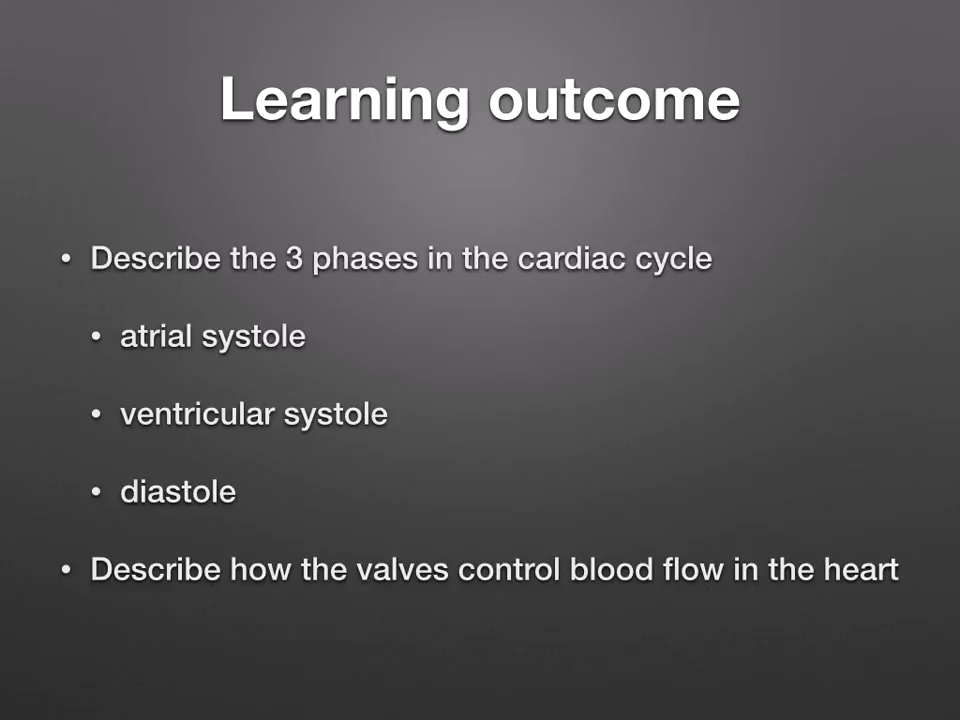 Learning outcome
• Describe the 3 phases in the cardiac cycle
• atrial systole
• ventricular systole
• diastole
• Describe how the valves control blood flow in the heart